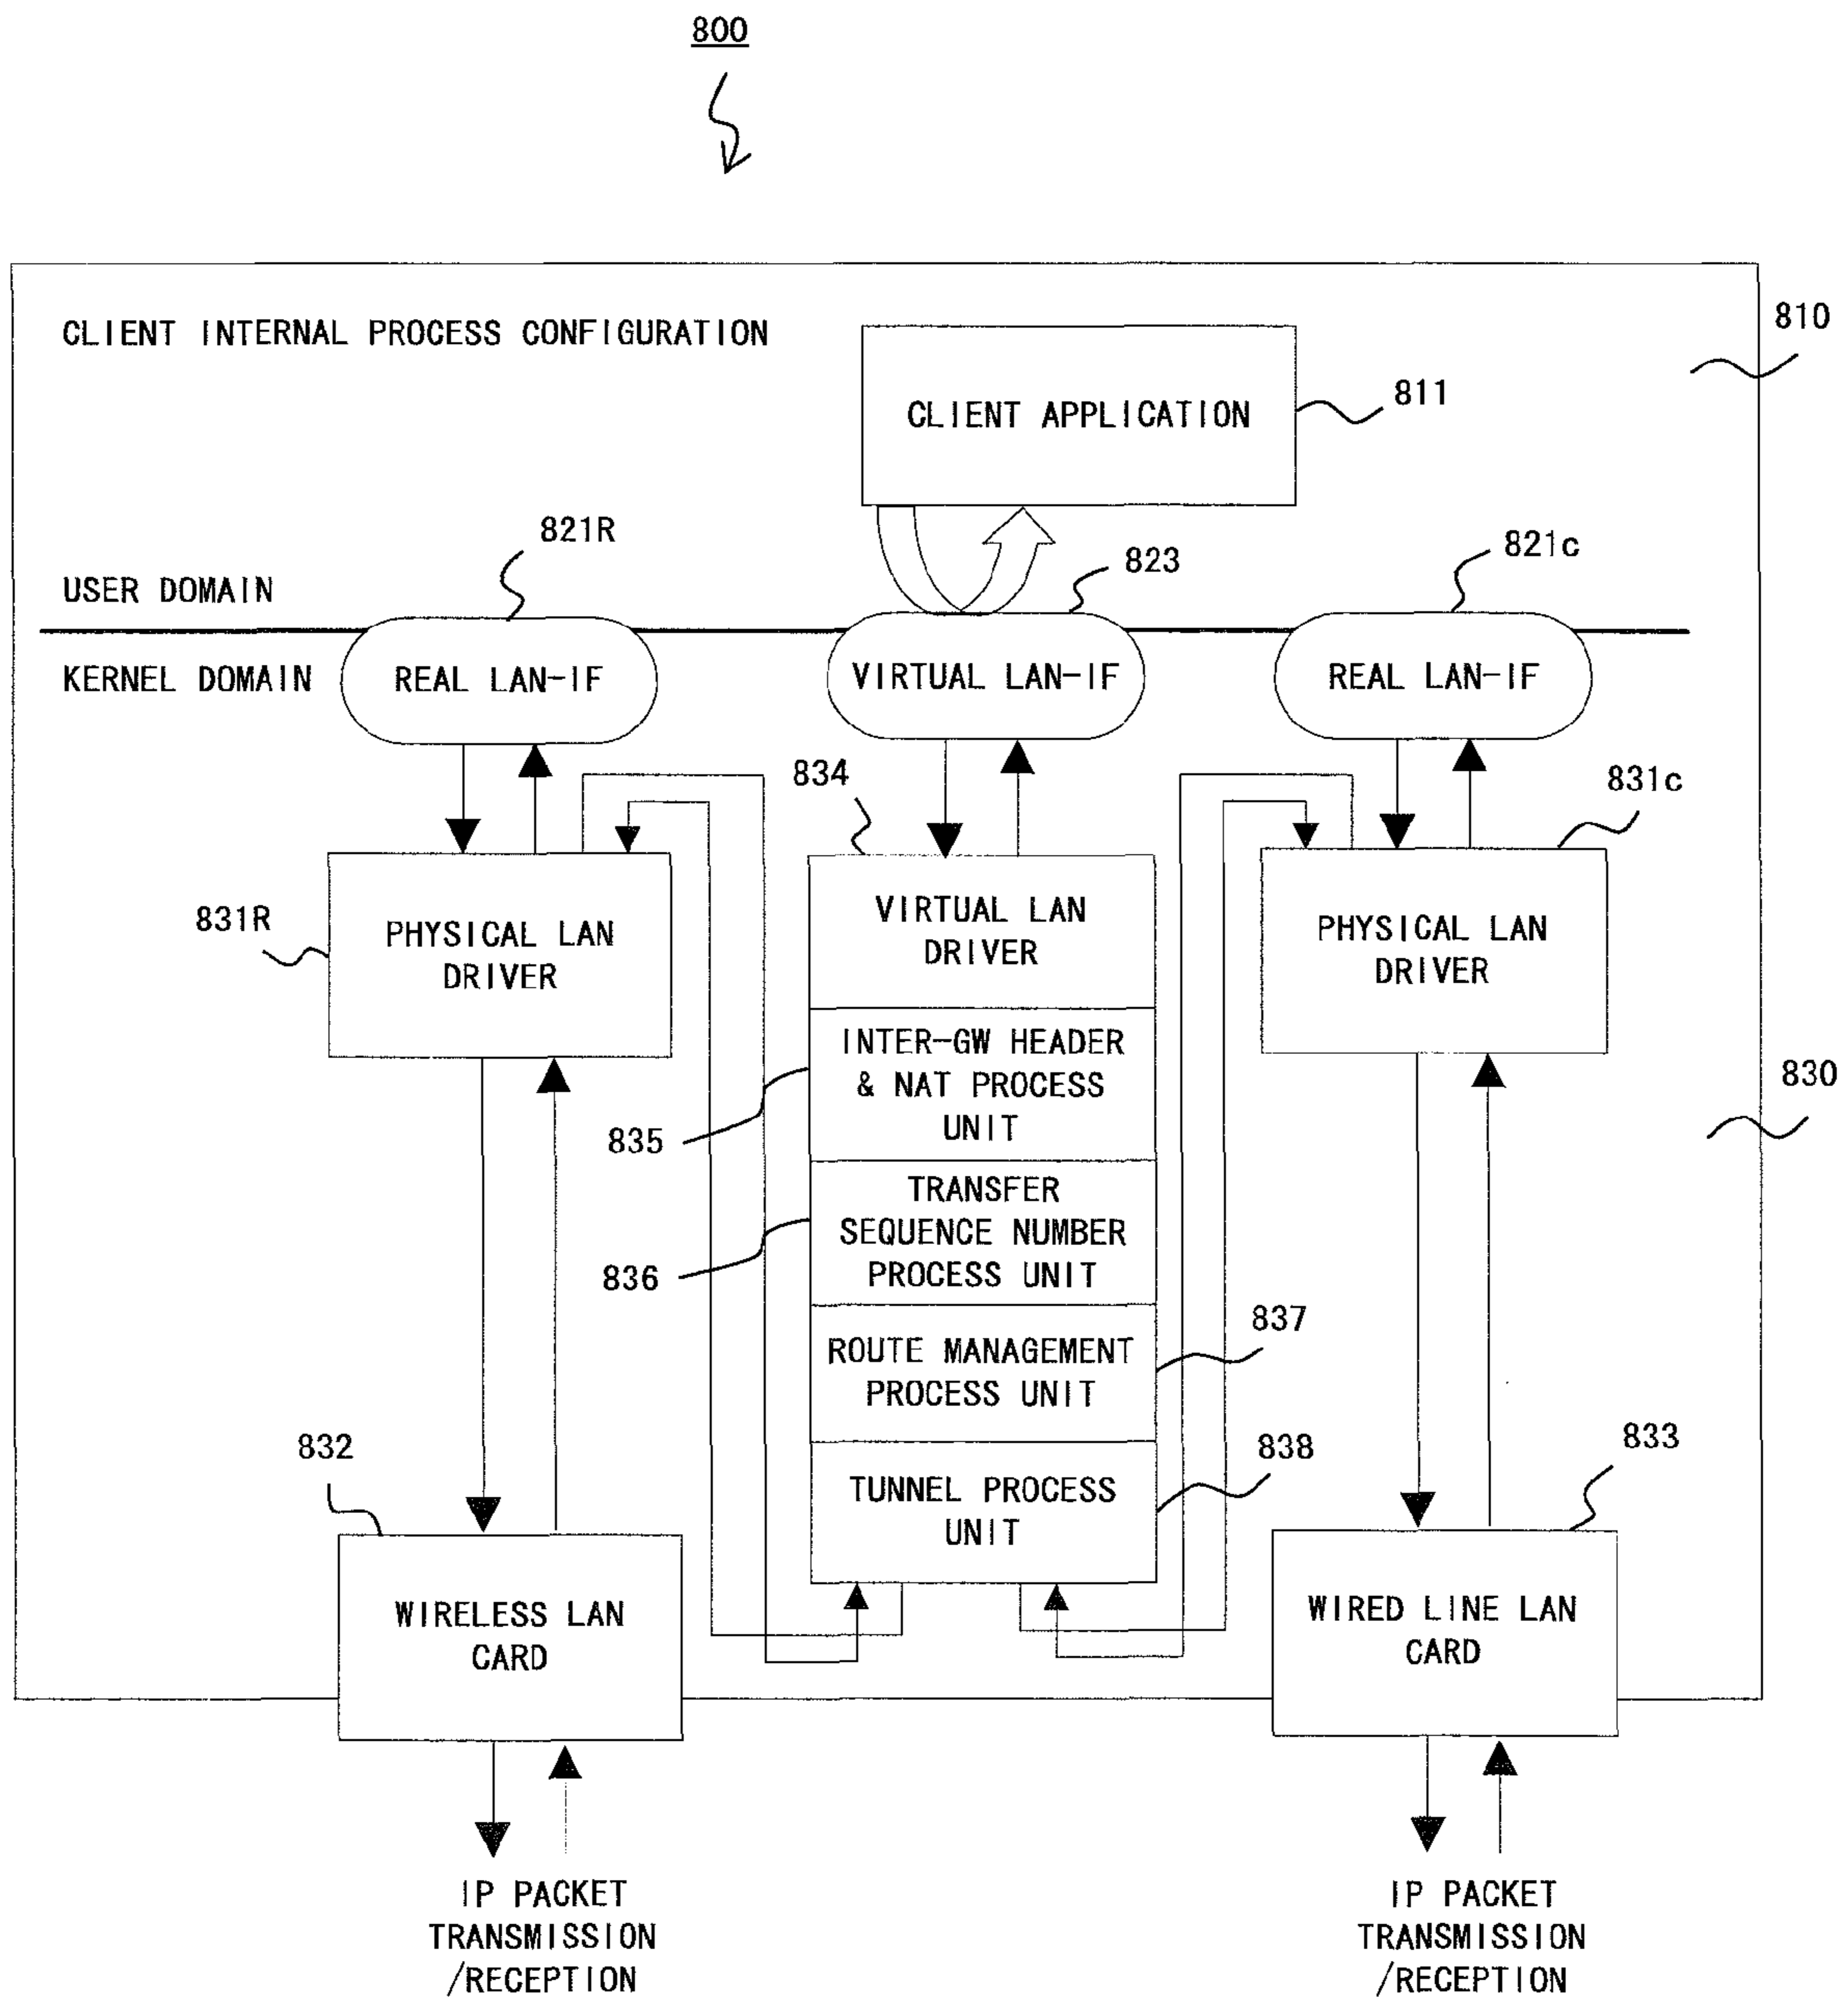 800
CLIENT INTERNAL PROCESS CONFIGURATION
810
CLIENT APPLICATION
811
821R
823
821c
USER DOMAIN
KERNEL DOMAIN
REAL LAN-IF
VIRTUAL LAN-IF
REAL LAN-IF
834
831c
831R
PHYSICAL LAN
DRIVER
VIRTUAL LAN
DRIVER
PHYSICAL LAN
DRIVER
INTER-GW HEADER
& NAT PROCESS
UNIT
835
830
TRANSFER
SEQUENCE NUMBER
PROCESS UNIT
836
837
ROUTE MANAGEMENT
PROCESS UNIT
832
838
833
TUNNEL PROCESS
UNIT
WIRELESS LAN
CARD
WIRED LINE LAN
CARD
IP PACKET
TRANSMISSION
/RECEPTION
IP PACKET
TRANSMISSION
/RECEPTION